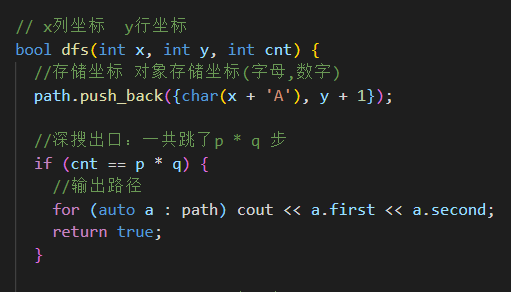 // x列坐标  y行坐标
bool dfs(int x, int y, int cnt) {
  //存储坐标 对象存储坐标(字母,数字)
  path.push_back({char(x + 'A'), y + 1});
  //深搜出口：一共跳了p * q 步
  if (cnt == p * q) {
    //输出路径
    for (auto a : path) cout << a.first << a.second;
    return true;
  }